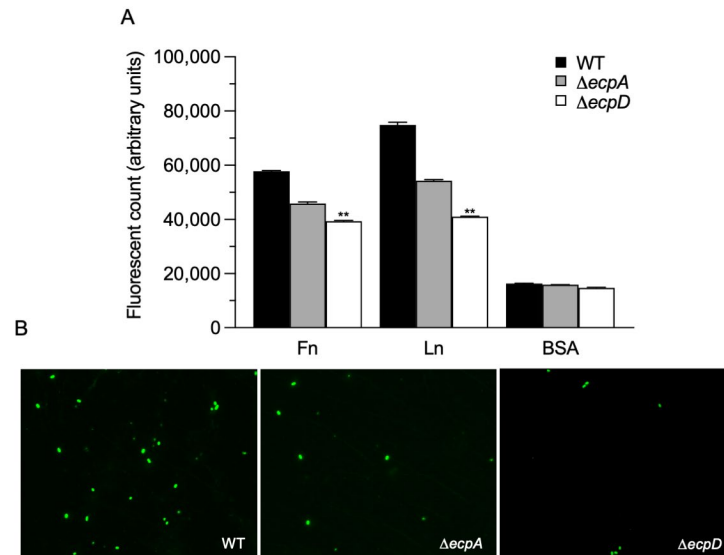 A
100,000
80,000
60,000
40,000
20,000
0
Fluorescent count (arbitrary units)
WT
ΔecpA
ΔecpD
**
**
Fn
Ln
BSA
B
WT
ΔecpA
ΔecpD